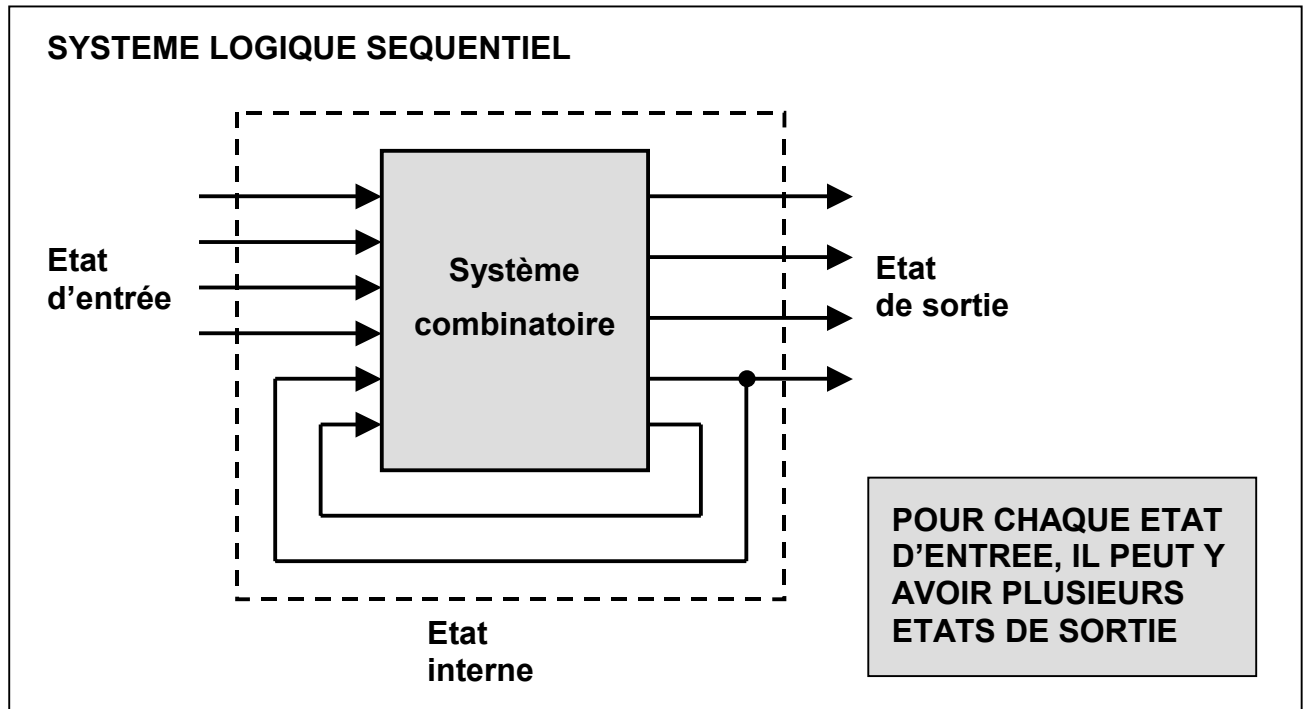 SYSTEME LOGIQUE SEQUENTIEL
Etat
d’entrée
Système
combinatoire
Etat
de sortie
Etat
interne
POUR CHAQUE ETAT
D’ENTREE, IL PEUT Y
AVOIR PLUSIEURS
ETATS DE SORTIE